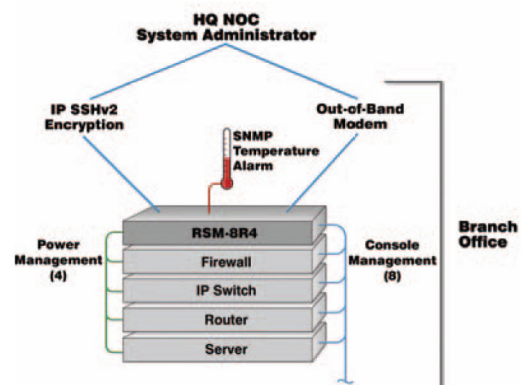 HQ NOC
System Administrator
IP SSHv2
Encryption
Out-of-Band
Modem
SNMP
Temperature
Alarm
Branch
Office
Power
Management
(4)
Console
Management
(8)
RSM-8R4
Firewall
IP Switch
Router
Server